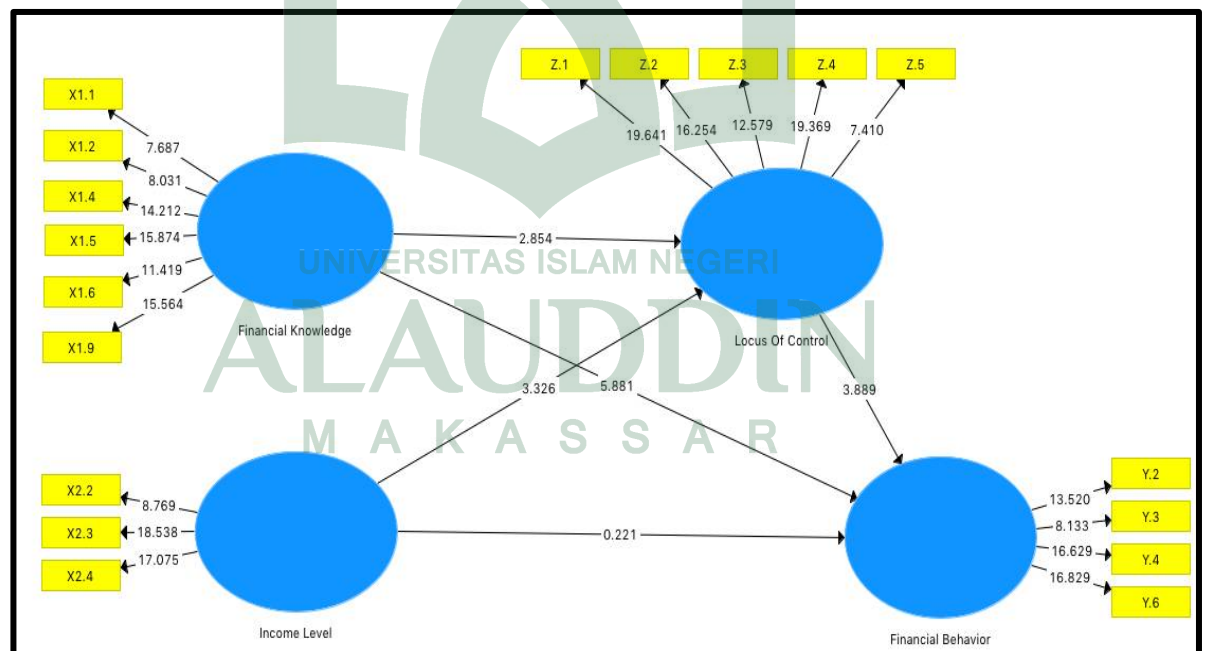 Z.1 Z.2 Z.3 Z.4 Z.5
X1.1
X1.2
X1.4
X1.5
X1.6
X1.9
7.687
8.031
14.212
15.874
11.419
15.564
Financial Knowledge
19.641 16.254 12.579 19.369 7.410
Locus Of Control
2.854
UNIVERSITAS ISLAM NEGERI
ALAUDDIN
MAKASSAR
3.326
5.881
3.889
X2.2
X2.3
X2.4
8.769
18.538
17.075
Income Level
0.221
Financial Behavior
13.520
8.133
16.629
16.829
Y.2
Y.3
Y.4
Y.6